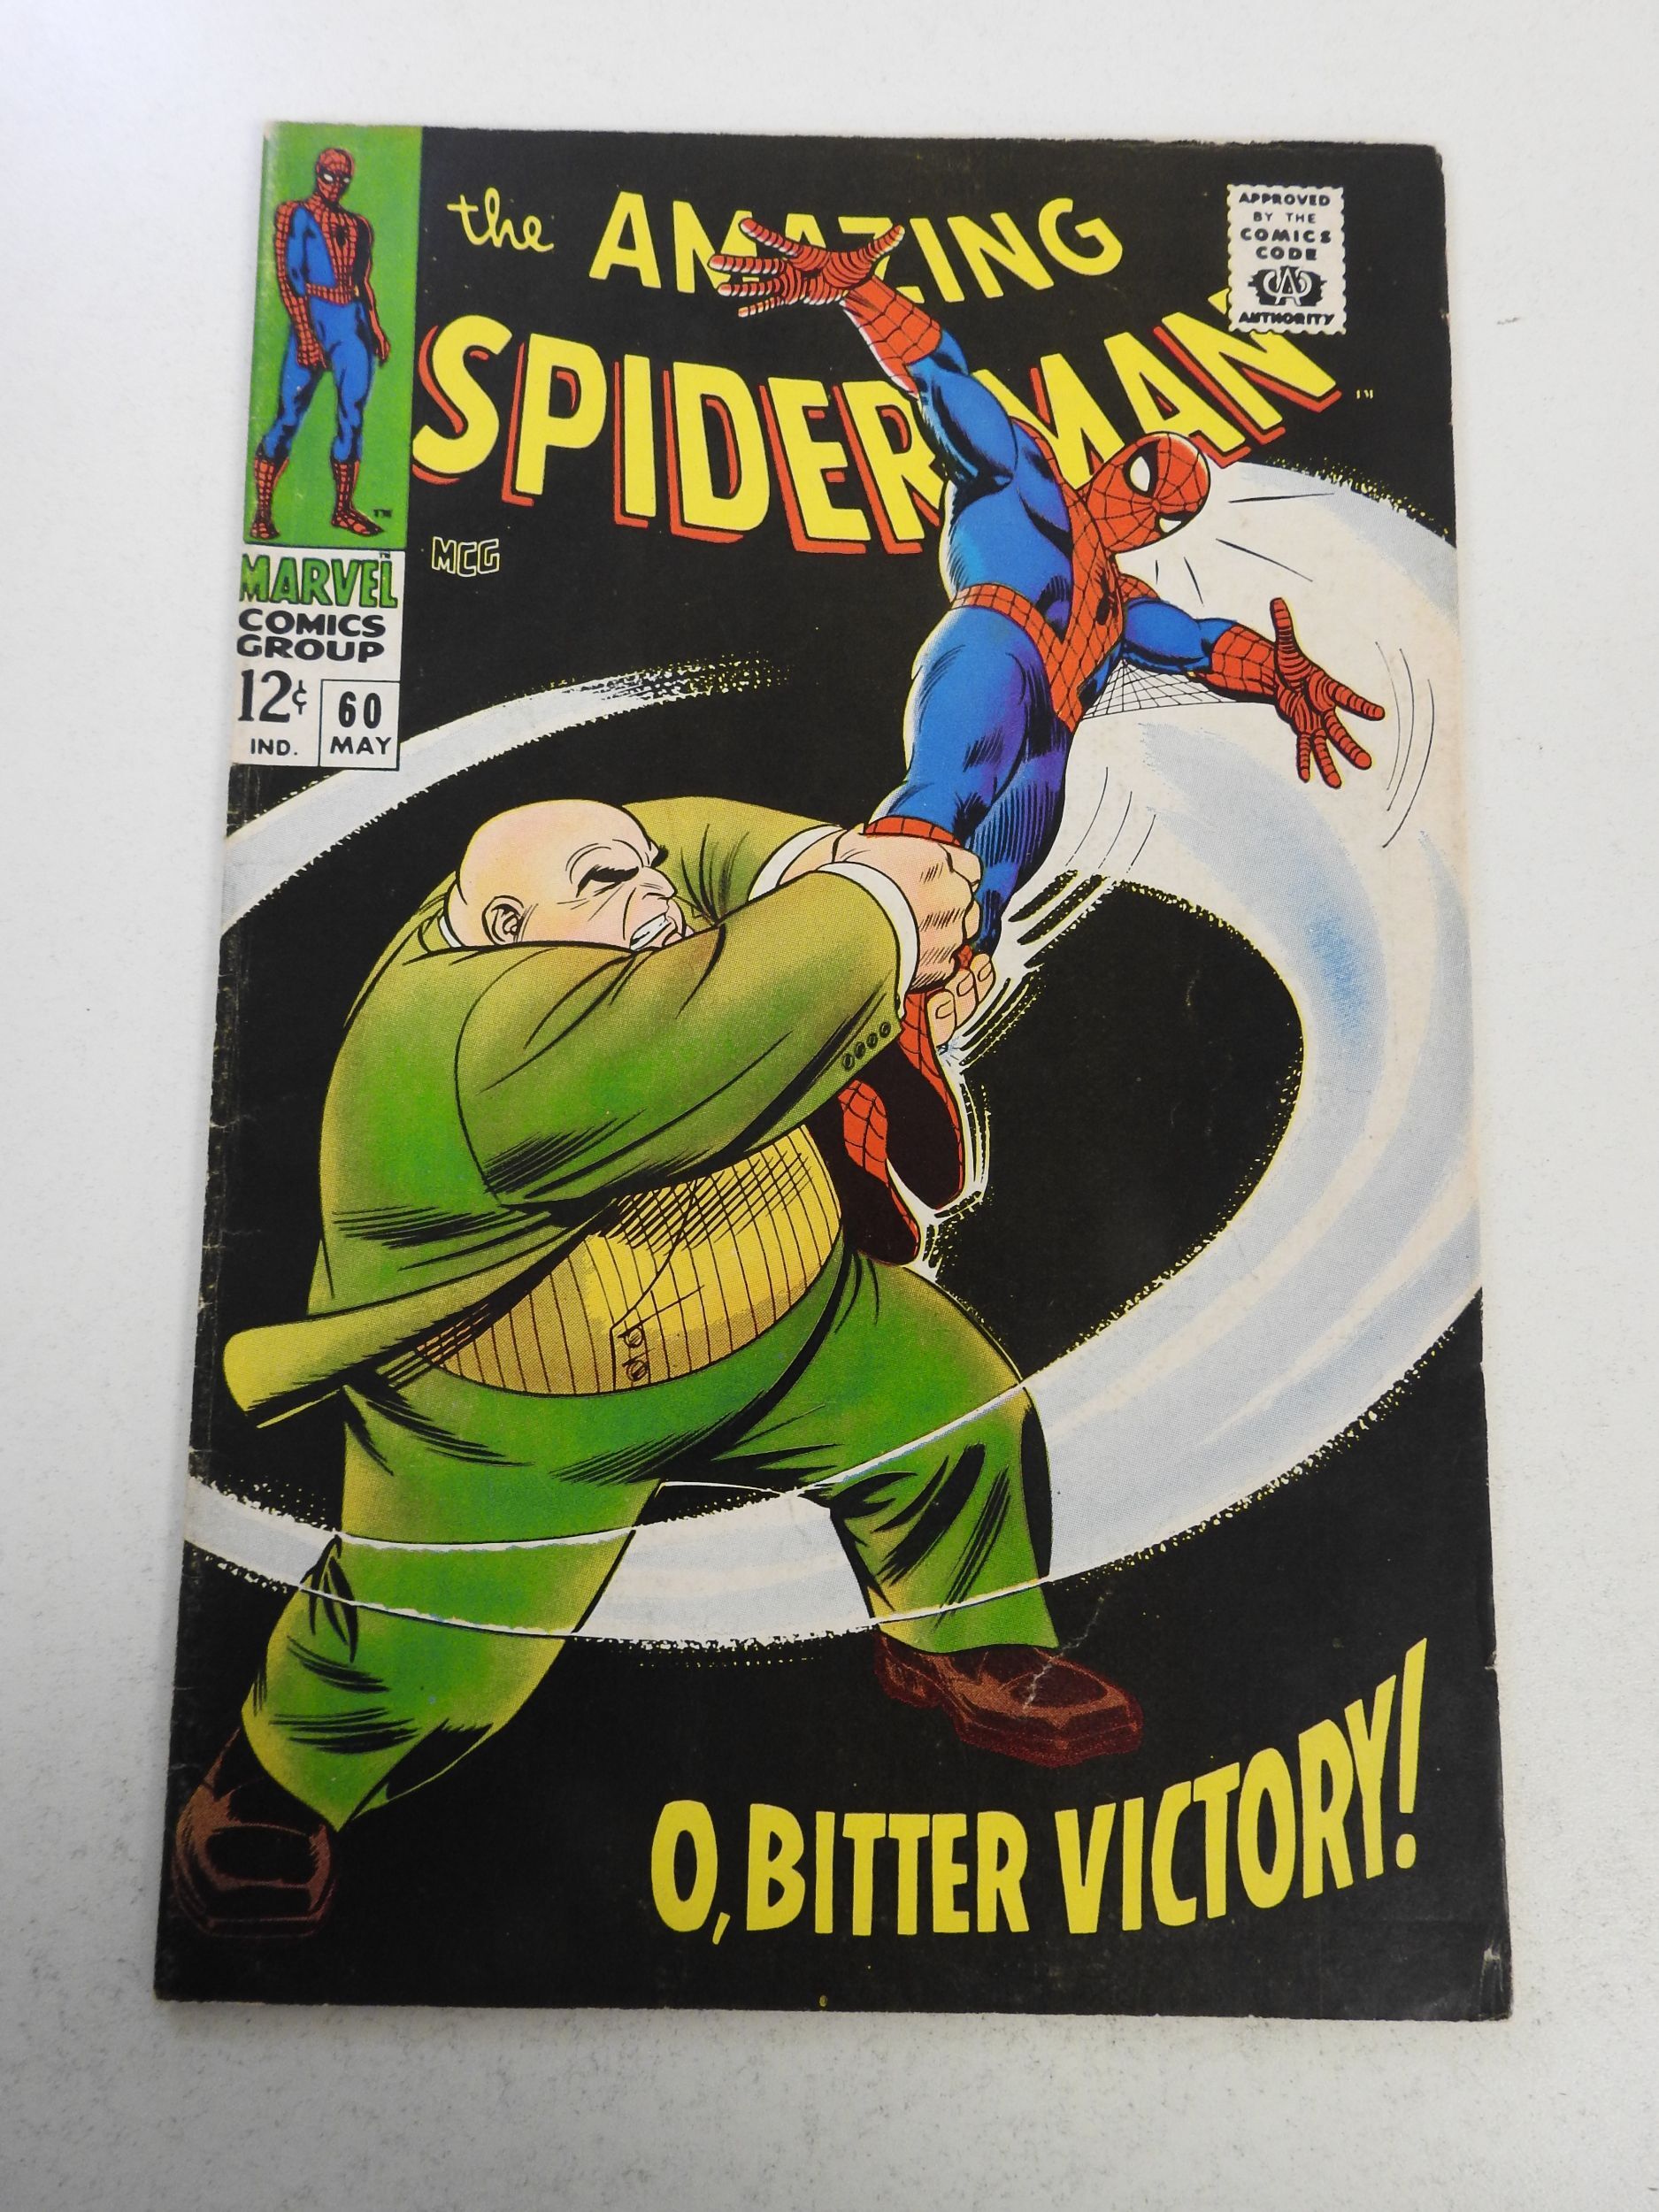 the AMAZING
SPIDER-MAN
TM
APPROVED
BY THE
COMICS
CODE
CA
AUTHORITY
TM
MARVEL TM
COMICS
GROUP
12¢
IND.
60
MAY
MCG
O, BITTER VICTORY!